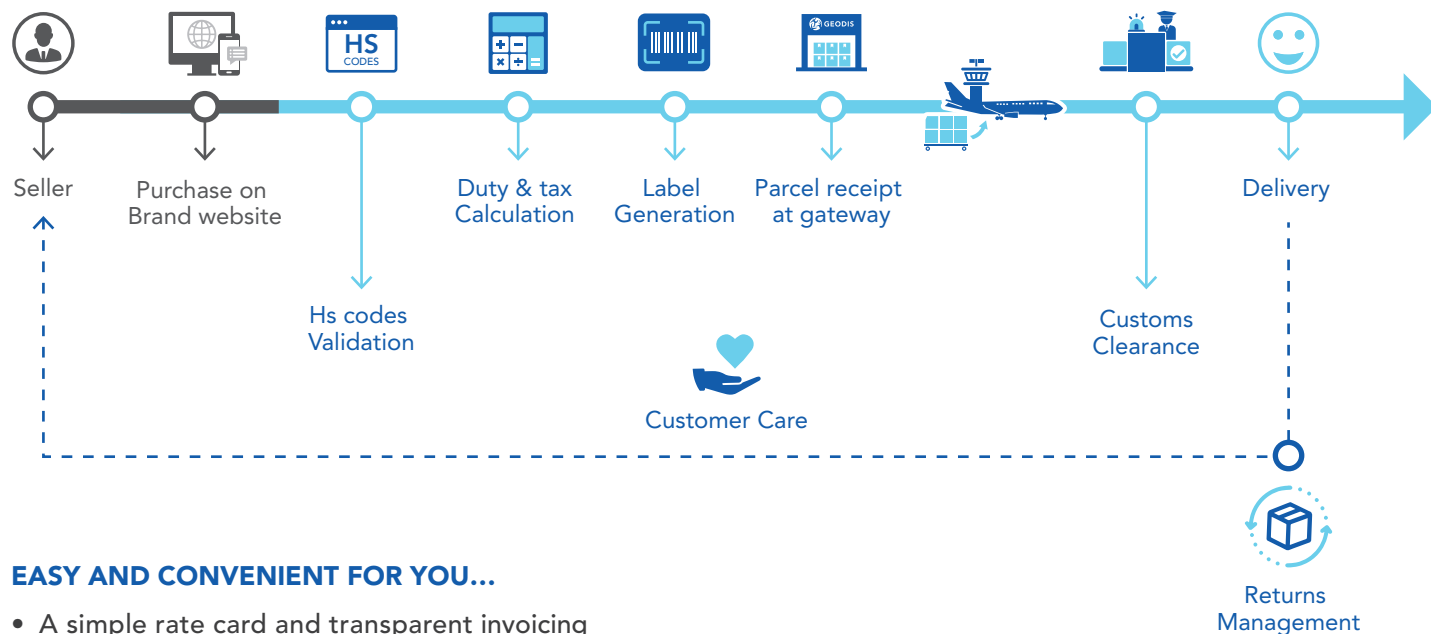 HS
CODES
GEODIS
Seller
Purchase on
Brand website
Duty & tax
Calculation
Label
Generation
Parcel receipt
at gateway
Delivery
Hs codes
Validation
Customs
Clearance
Customer Care
Returns
Management
EASY AND CONVENIENT FOR YOU...
• A simple rate card and transparent invoicing